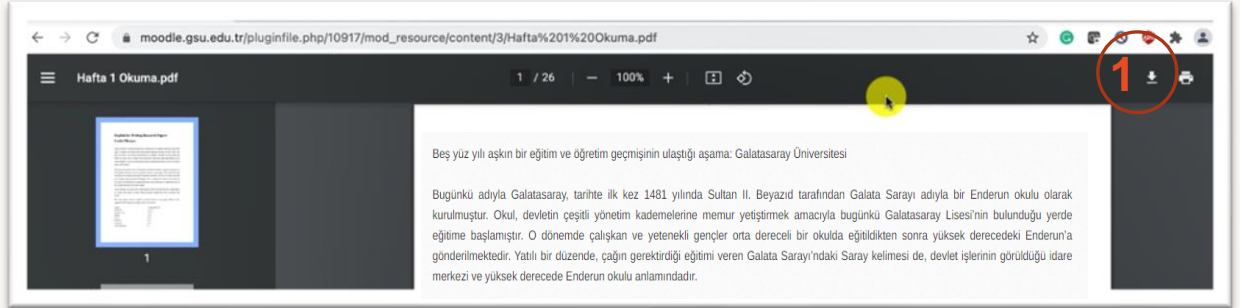 moodle.gsu.edu.tr/pluginfile.php/10917/mod_resource/content/3/Hafta%201%20Okuma.pdf
Hafta 1 Okuma.pdf 1 / 26 − 100% + 1
Beş yüz yılı aşkın bir eğitim ve öğretim geçmişinin ulaştığı aşama: Galatasaray Üniversitesi
Bugünkü adıyla Galatasaray, tarihte ilk kez 1481 yılında Sultan II. Beyazıd tarafından Galata Sarayı adıyla bir Enderun okulu olarak
kurulmuştur. Okul, devletin çeşitli yönetim kademelerine memur yetiştirmek amacıyla bugünkü Galatasaray Lisesi'nin bulunduğu yerde
eğitime başlamıştır. O dönemde çalışkan ve yetenekli gençler orta dereceli bir okulda eğitildikten sonra yüksek derecedeki Enderun'a
gönderilmektedir. Yatılı bir düzende, çağın gerektirdiği eğitimi veren Galata Sarayı'ndaki Saray kelimesi de, devlet işlerinin görüldüğü idare
merkezi ve yüksek derecede Enderun okulu anlamındadır.
1